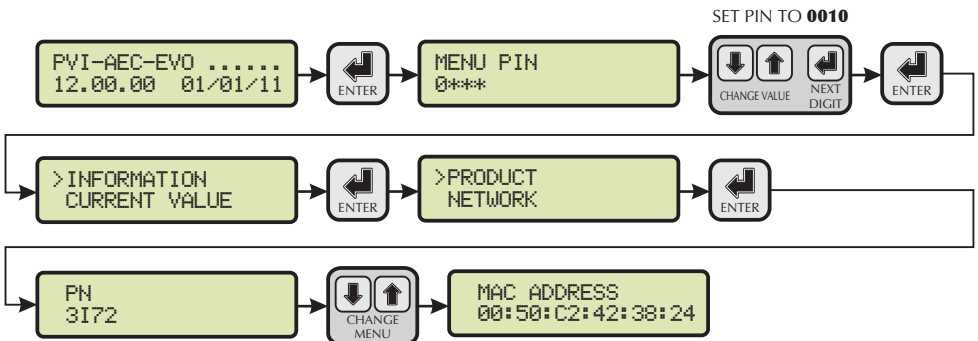 SET PIN TO 0010
PVI-AEC-EVO ......
12.00.00 01/01/11
ENTER
MENU PIN
0***
CHANGE VALUE
NEXT
DIGIT
ENTER
>INFORMATION
CURRENT VALUE
ENTER
>PRODUCT
NETWORK
ENTER
PN
3I72
CHANGE
MENU
MAC ADDRESS
00:50:C2:42:38:24